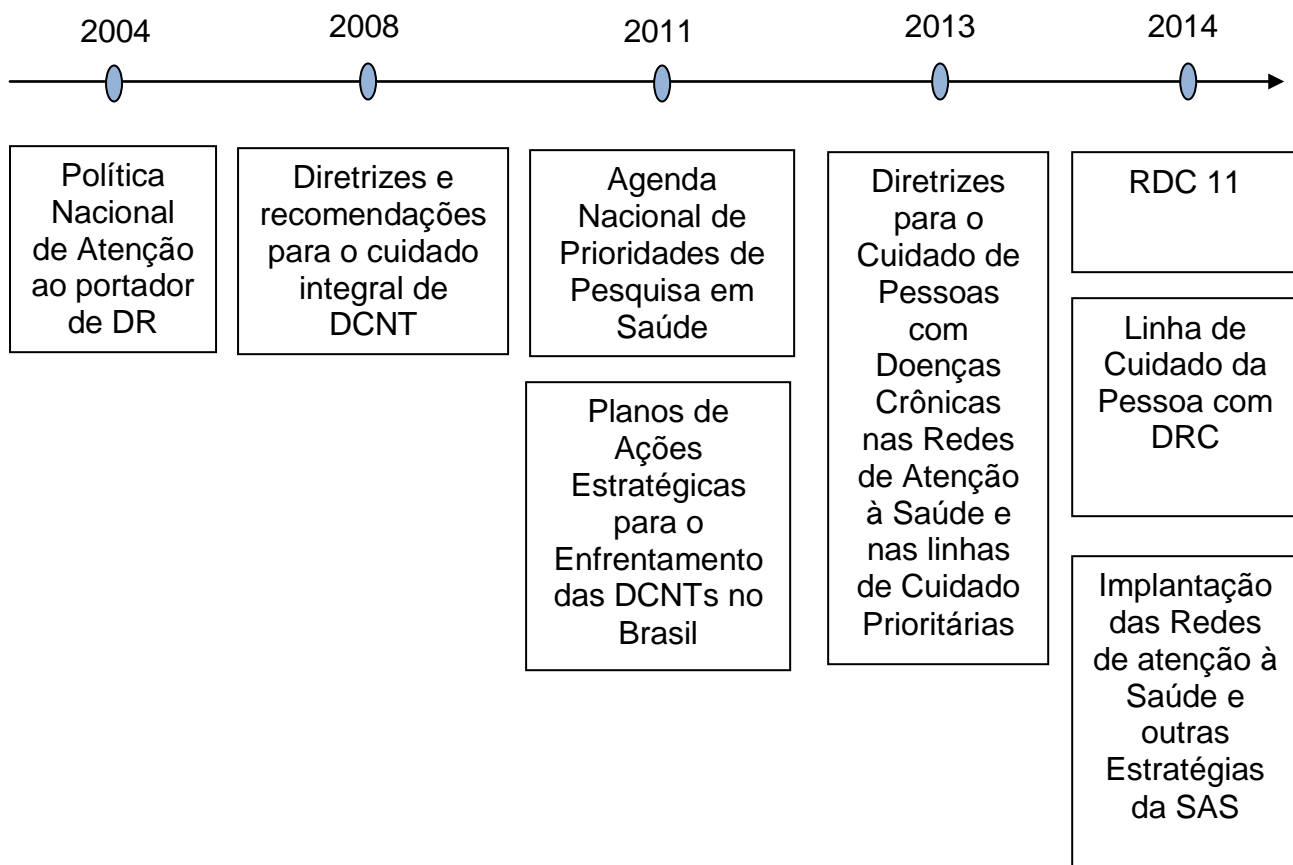 2004
2008
2011
2013
2014
Política
Nacional
de Atenção
ao portador
de DR
Diretrizes e
recomendações
para o cuidado
integral de
DCNT
Agenda
Nacional de
Prioridades de
Pesquisa em
Saúde
Planos de
Ações
Estratégicas
para o
Enfrentamento
das DCNTs no
Brasil
Diretrizes
para o
Cuidado de
Pessoas
com
Doenças
Crônicas
nas Redes
de Atenção
à Saúde e
nas linhas
de Cuidado
Prioritárias
RDC 11
Linha de
Cuidado da
Pessoa com
DRC
Implantação
das Redes
de atenção à
Saúde e
outras
Estratégias
da SAS